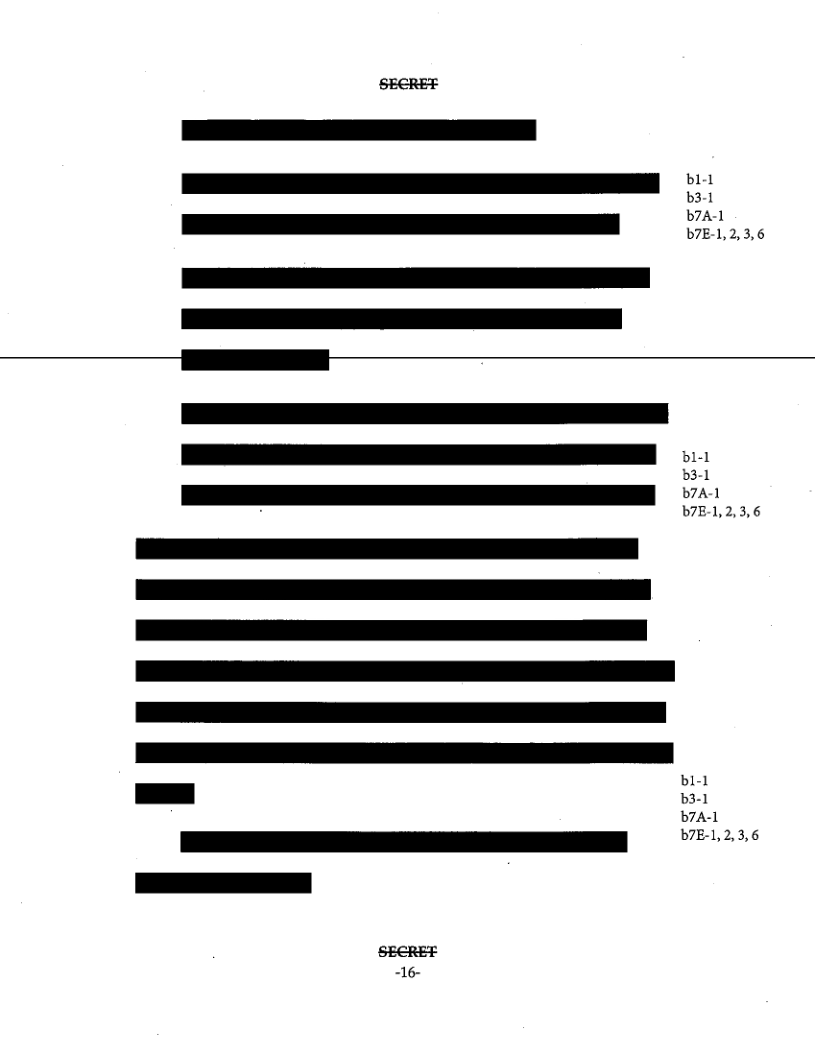 SECRET
b1-1
b3-1
b7A-1
b7E-1, 2, 3, 6
b1-1
b3-1
b7A-1
b7E-1, 2, 3, 6
b1-1
b3-1
b7A-1
b7E-1, 2, 3, 6
SECRET
-16-